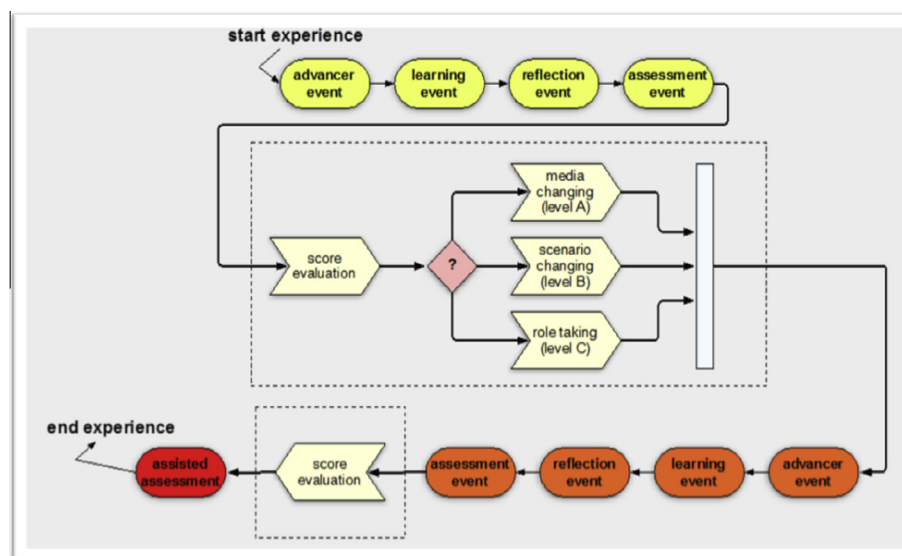 start experience
advancer
event
learning
event
reflection
event
assessment
event
media
changing
(level A)
score
evaluation
?
scenario
changing
(level B)
role taking
(level C)
end experience
assisted
assessment
score
evaluation
assessment
event
reflection
event
learning
event
advancer
event